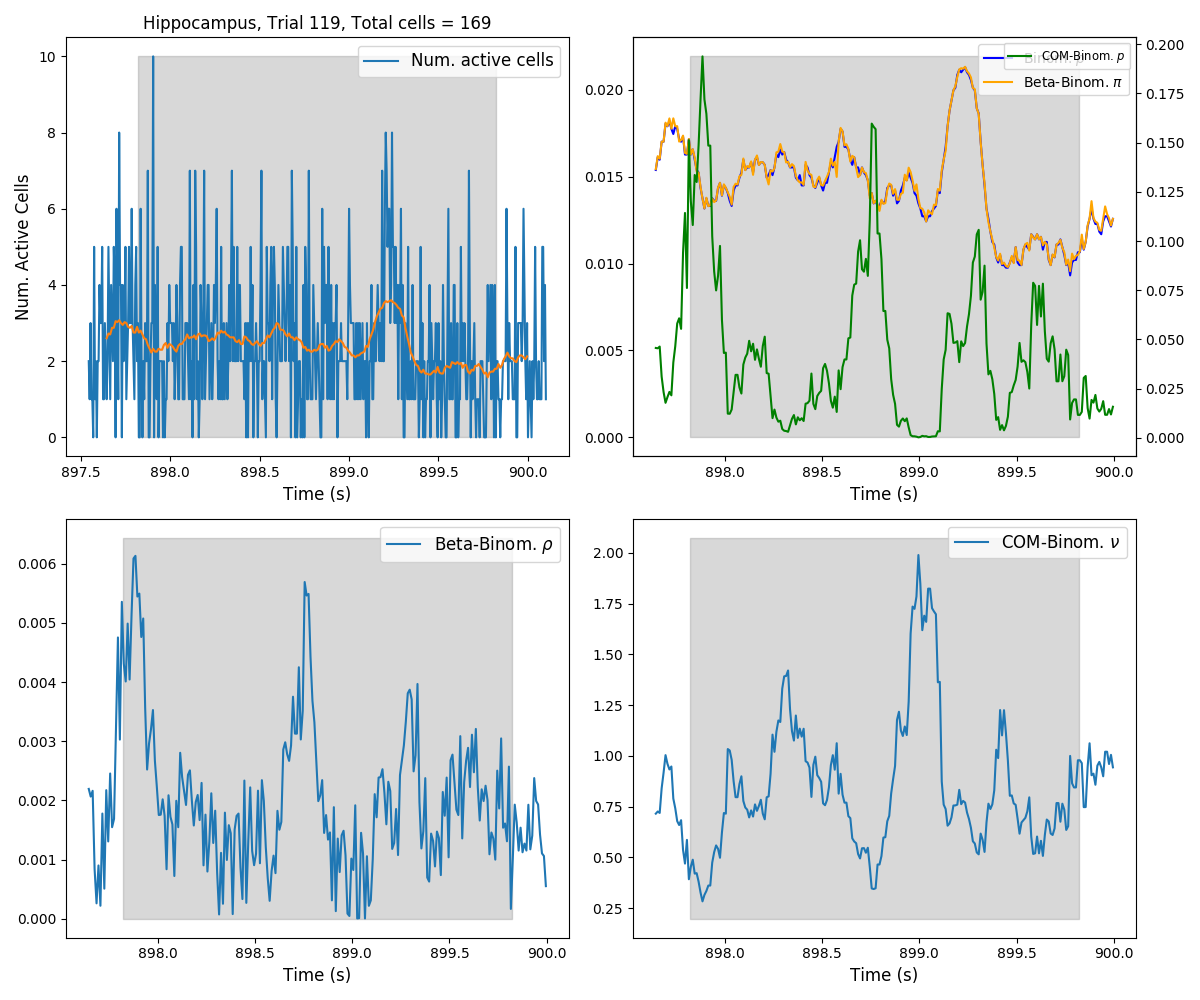 Hippocampus, Trial 119, Total cells = 169
Num. active cells
Num. Active Cells
10
8
6
4
2
0
897.5 898.0 898.5 899.0 899.5 900.0
Time (s)
COM-Binom. p
Binom. p
Beta-Binom. π
0.020
0.015
0.010
0.005
0.000
0.200
0.175
0.150
0.125
0.100
0.075
0.050
0.025
0.000
898.0 898.5 899.0 899.5 900.0
Time (s)
Beta-Binom. ρ
0.006
0.005
0.004
0.003
0.002
0.001
0.000
898.0 898.5 899.0 899.5 900.0
Time (s)
COM-Binom. ν
2.00
1.75
1.50
1.25
1.00
0.75
0.50
0.25
898.0 898.5 899.0 899.5 900.0
Time (s)